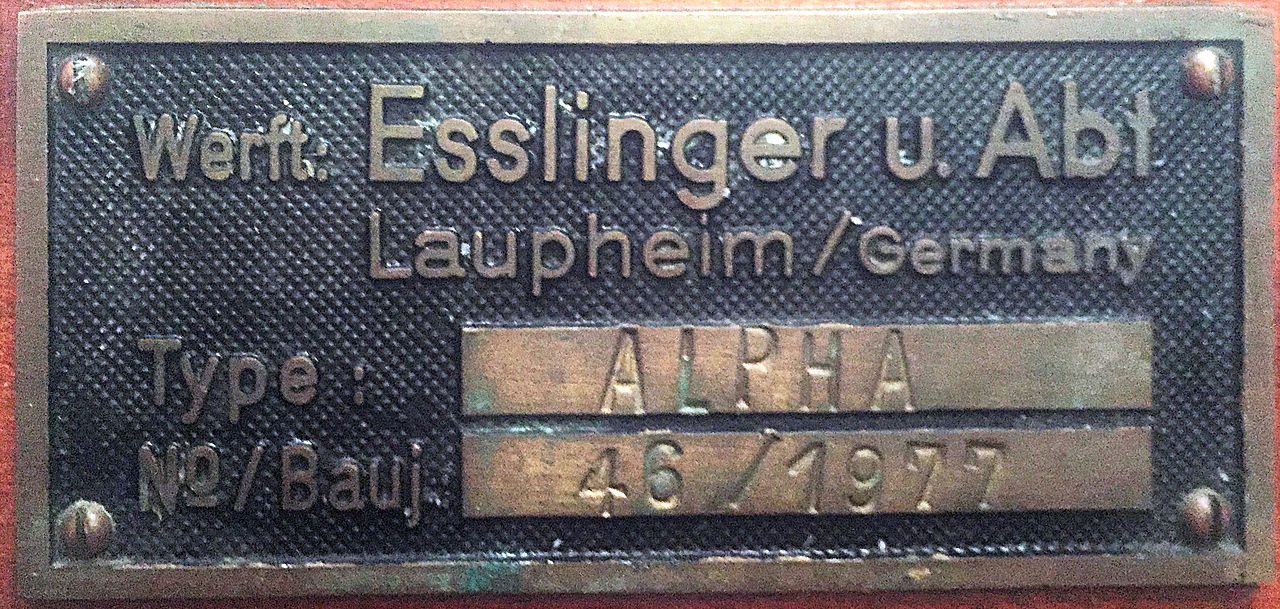 Werft: Esslinger u. Abt
Laupheim/Germany
Type: ALPHA
Nº/Bauj. 46/1977